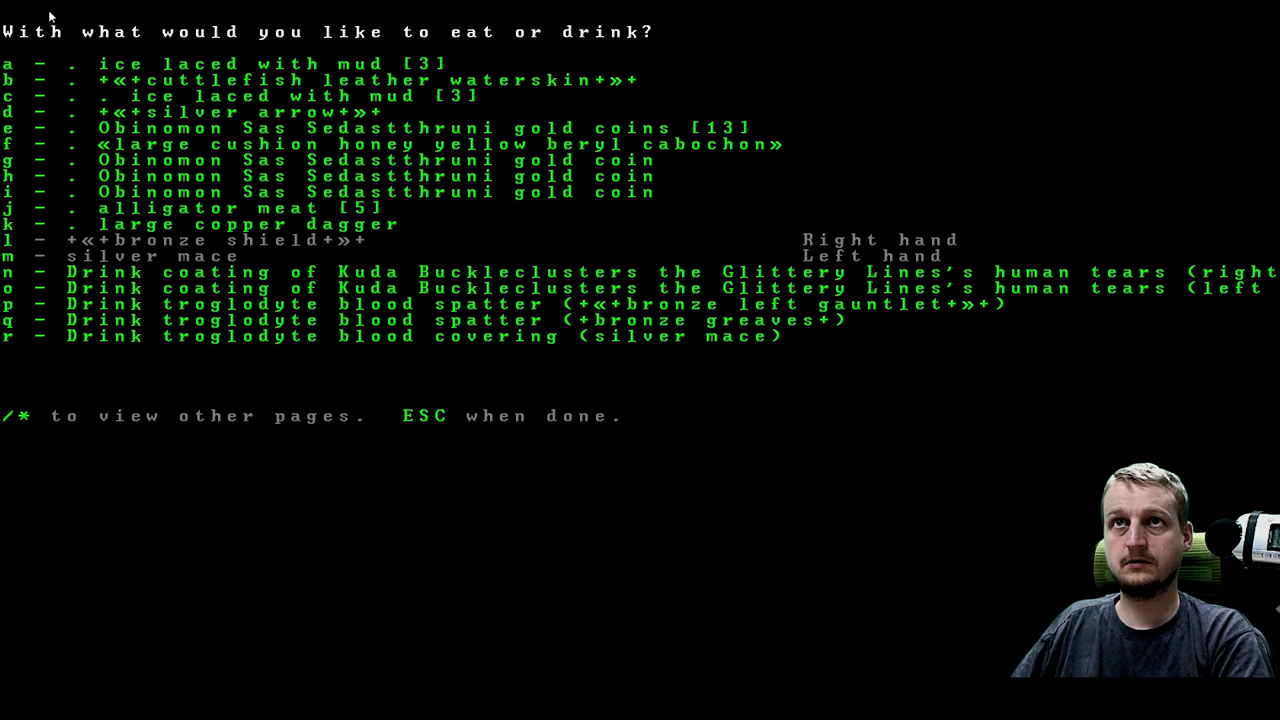 With what would you like to eat or drink?
a - . ice laced with mud [3]
b - . +«+cuttlefish leather waterskin+»+
c - . . ice laced with mud [3]
d - . +«+silver arrow+»+
e - . Obinomon Sas Sedastthruni gold coins [13]
f - . «large cushion honey yellow beryl cabochon»
g - . Obinomon Sas Sedastthruni gold coin
h - . Obinomon Sas Sedastthruni gold coin
i - . Obinomon Sas Sedastthruni gold coin
j - . alligator meat [5]
k - . large copper dagger
l - +«+bronze shield+»+ Right hand
m - silver mace Left hand
n - Drink coating of Kuda Buckleclusters the Glittery Lines's human tears (right
o - Drink coating of Kuda Buckleclusters the Glittery Lines's human tears (left
p - Drink troglodyte blood spatter (+«+bronze left gauntlet+»+)
q - Drink troglodyte blood spatter (+bronze greaves+)
r - Drink troglodyte blood covering (silver mace)
/* to view other pages. ESC when done.